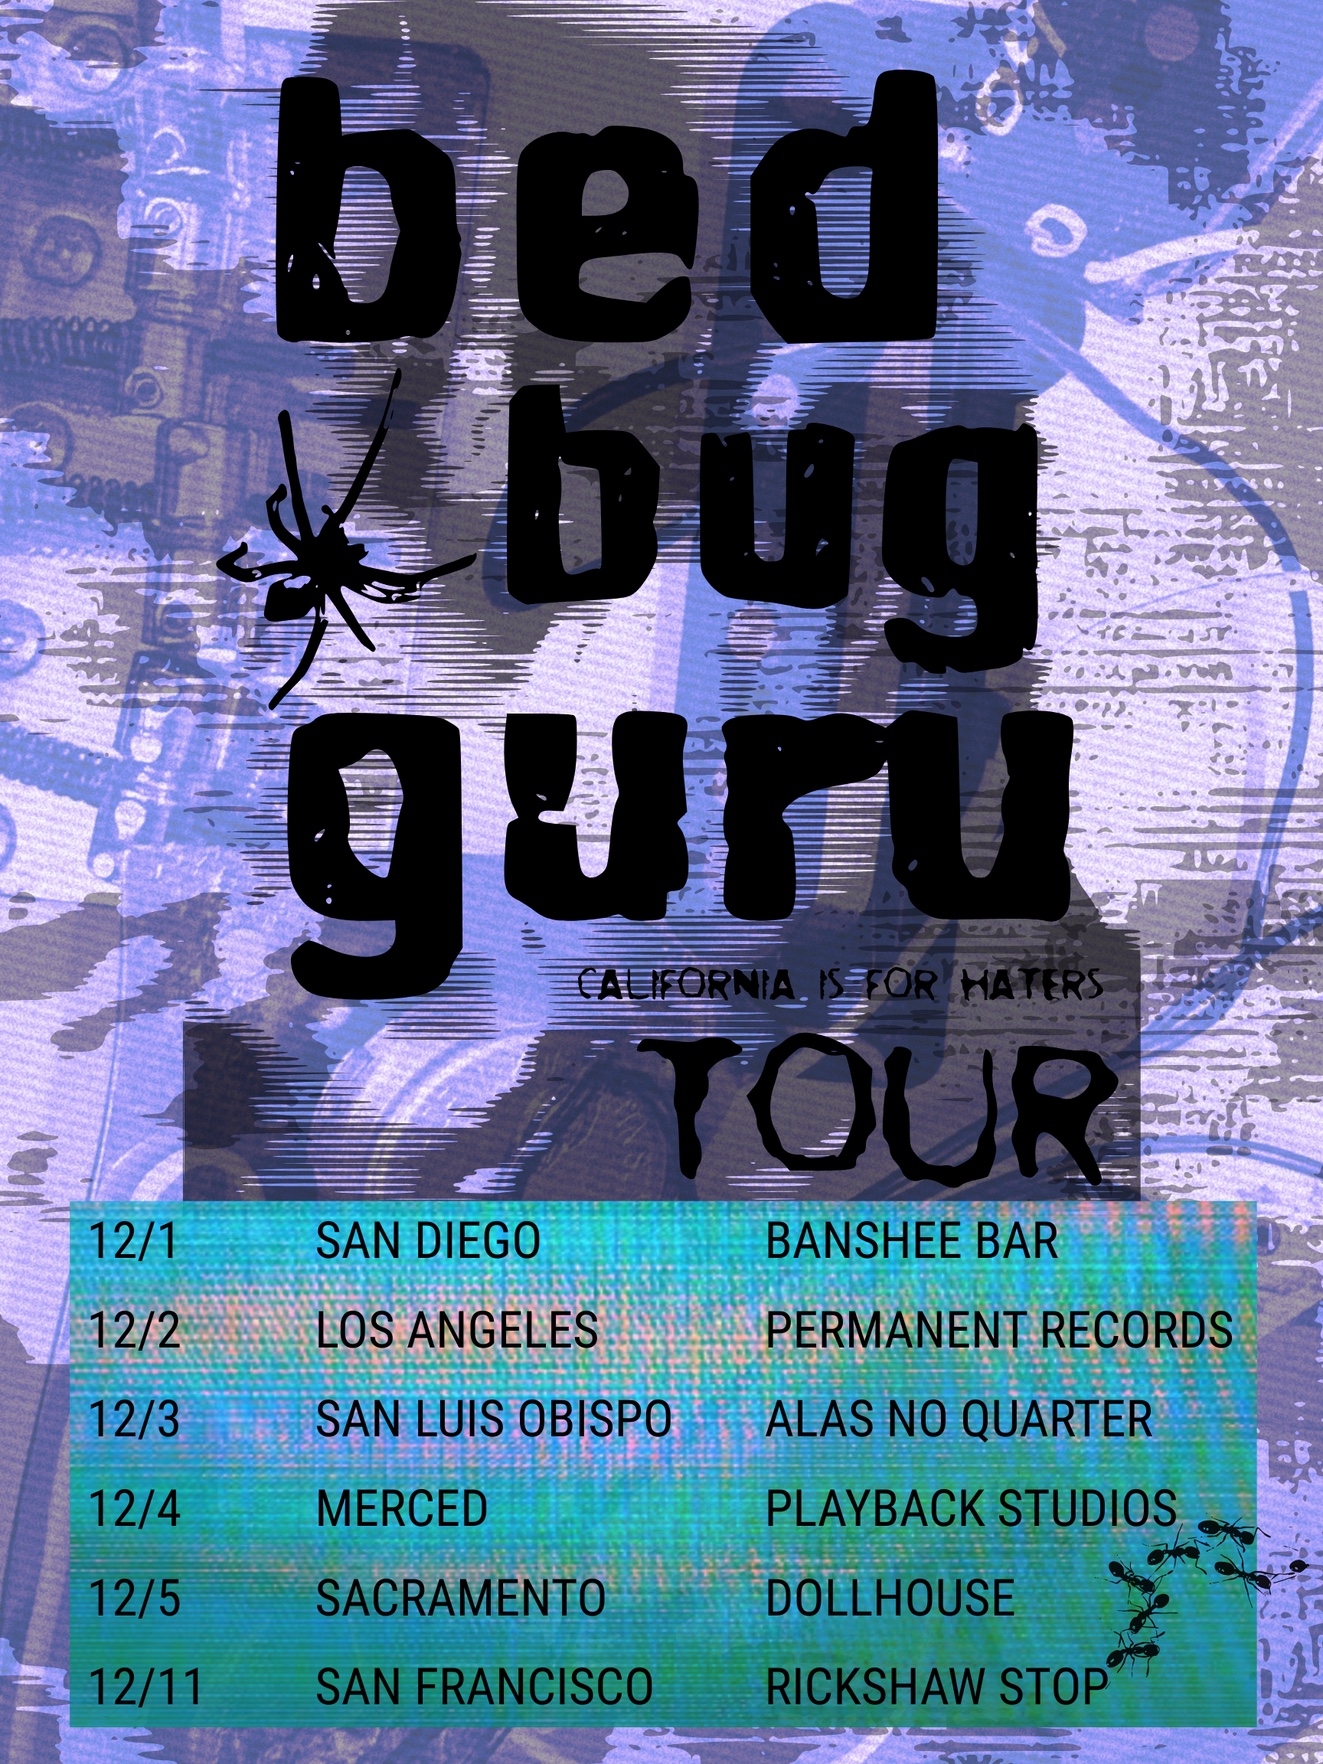 bed
bug
guru
CALIFORNIA IS FOR HATERS
TOUR
12/1 SAN DIEGO BANSHEE BAR
12/2 LOS ANGELES PERMANENT RECORDS
12/3 SAN LUIS OBISPO ALAS NO QUARTER
12/4 MERCED PLAYBACK STUDIOS
12/5 SACRAMENTO DOLLHOUSE
12/11 SAN FRANCISCO RICKSHAW STOP